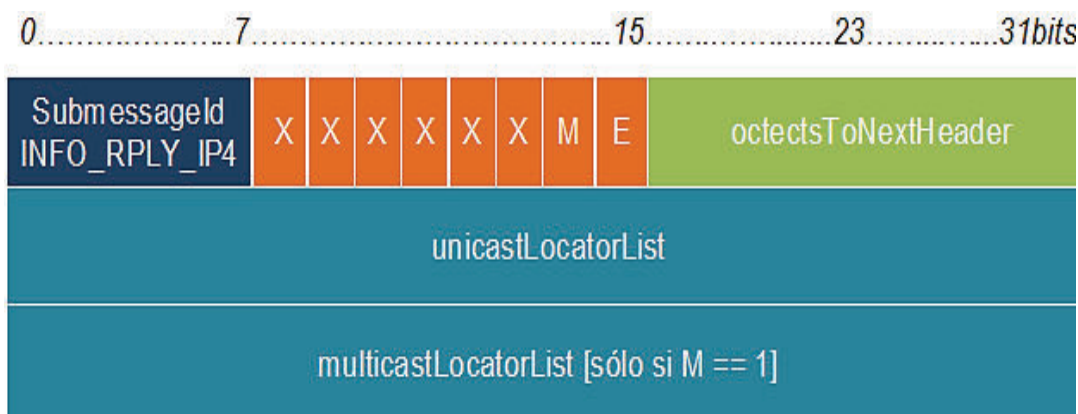 0.....................7.......................................15....................23................31bits
SubmessageId
INFO_RPLY_IP4
X X X X X X M E
octectsToNextHeader
unicastLocatorList
multicastLocatorList [sólo si M == 1]